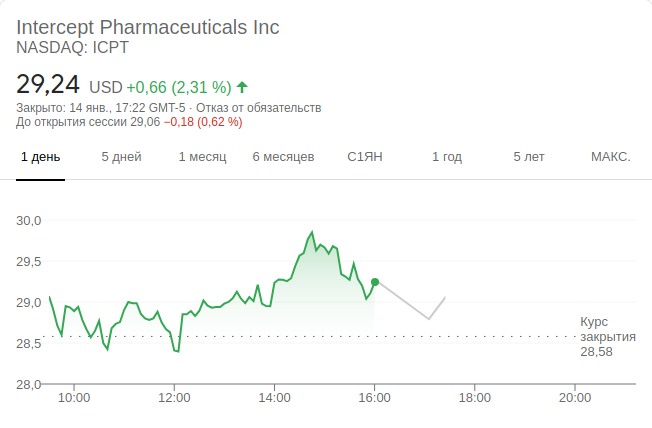 Intercept Pharmaceuticals Inc
NASDAQ: ICPT
29,24 USD +0,66 (2,31 %)
Закрыто: 14 янв., 17:22 GMT-5 · Отказ от обязательств
До открытия сессии 29,06 −0,18 (0,62 %)
1 день 5 дней 1 месяц 6 месяцев С1ЯН 1 год 5 лет МАКС.
30,0
29,5
29,0
28,5
28,0
Курс
закрытия
28,58
10:00 12:00 14:00 16:00 18:00 20:00